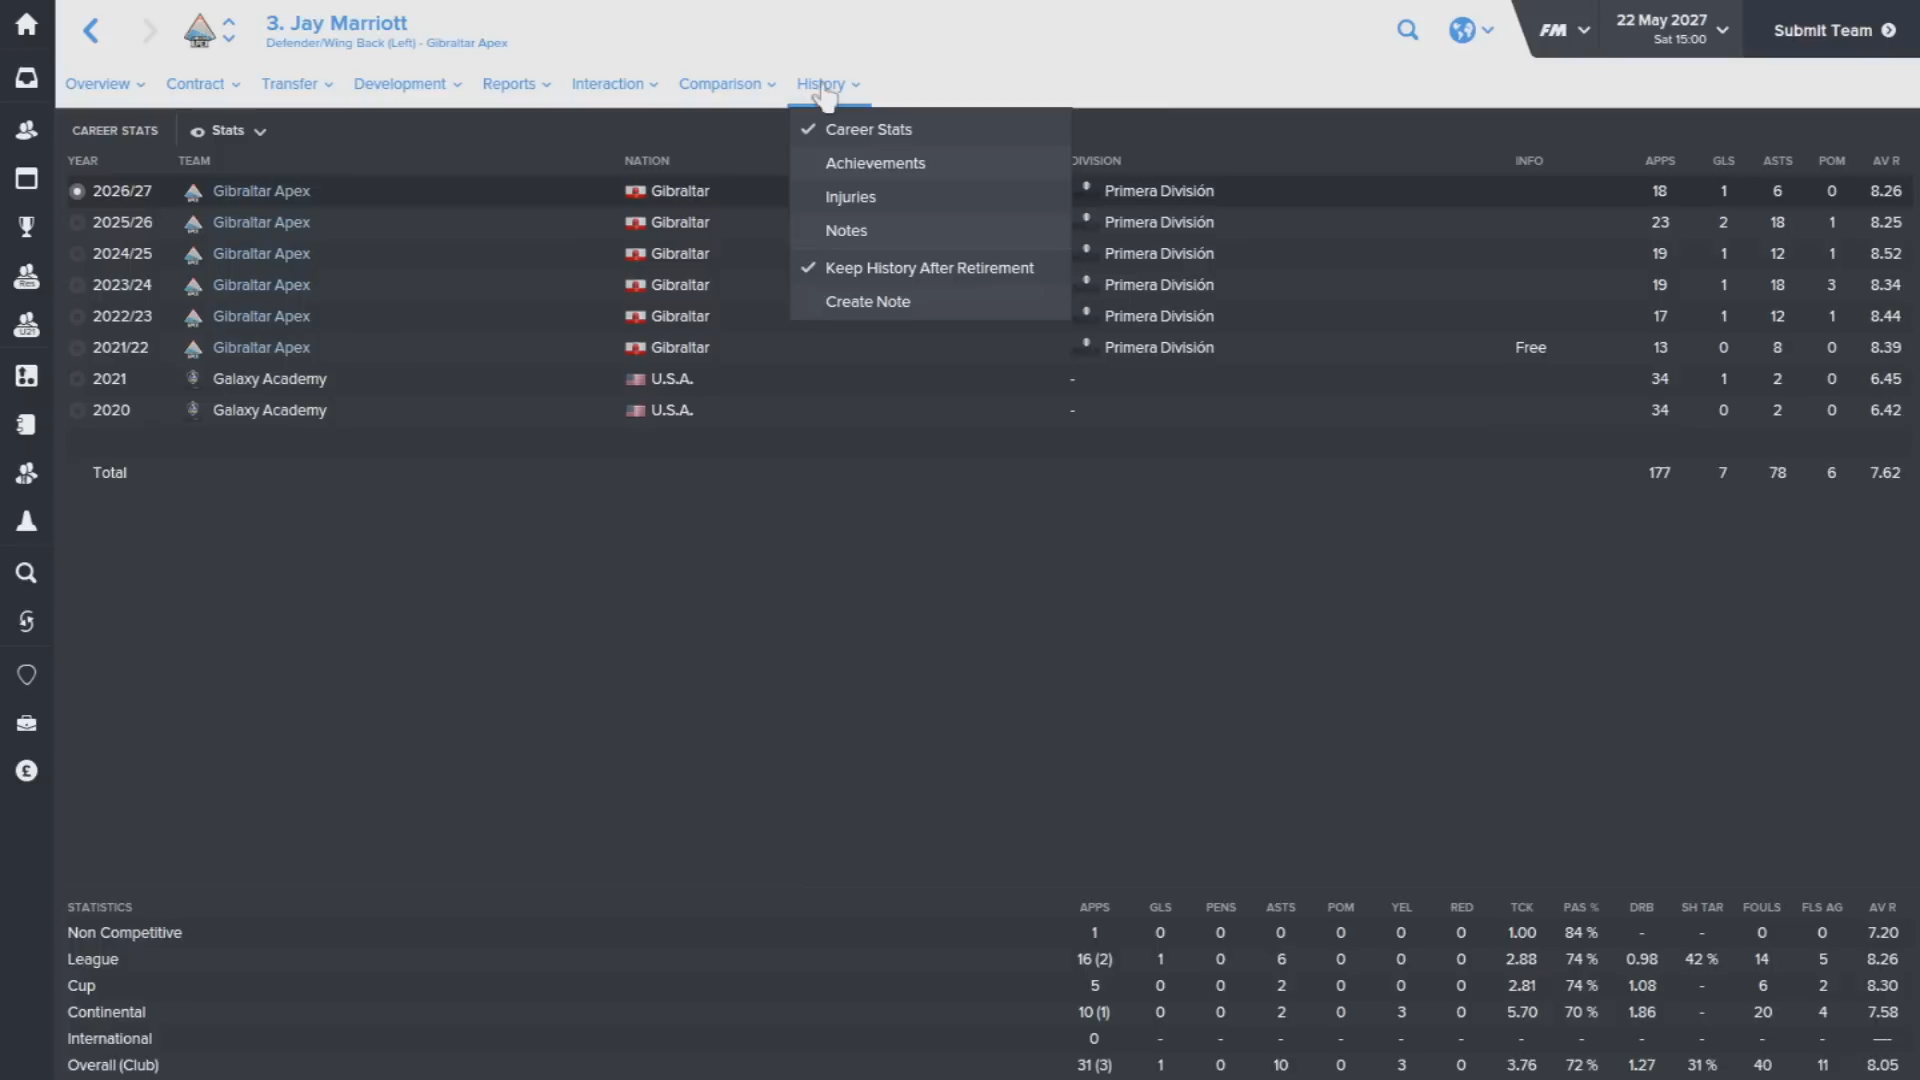 3. Jay Marriott
Defender/Wing Back (Left) - Gibraltar Apex
FM
22 May 2027
Sat 15:00
Submit Team
Overview Contract Transfer Development Reports Interaction Comparison History
CAREER STATS Stats
Career Stats
Achievements
Injuries
Notes
Keep History After Retirement
Create Note
YEAR TEAM NATION DIVISION INFO APPS GLS ASTS POM AV R
2026/27 Gibraltar Apex Gibraltar Primera División 18 1 6 0 8.26
2025/26 Gibraltar Apex Gibraltar Primera División 23 2 18 1 8.25
2024/25 Gibraltar Apex Gibraltar Primera División 19 1 12 1 8.52
2023/24 Gibraltar Apex Gibraltar Primera División 19 1 18 3 8.34
2022/23 Gibraltar Apex Gibraltar Primera División 17 1 12 1 8.44
2021/22 Gibraltar Apex Gibraltar Primera División Free 13 0 8 0 8.39
2021 Galaxy Academy U.S.A. - 34 1 2 0 6.45
2020 Galaxy Academy U.S.A. - 34 0 2 0 6.42
Total 177 7 78 6 7.62
Res
U21
STATISTICS APPS GLS PENS ASTS POM YEL RED TCK PAS % DRB SH TAR FOULS FLS AG AV R
Non Competitive 1 0 0 0 0 0 0 1.00 84 % - - 0 0 7.20
League 16 (2) 1 0 6 0 0 0 2.88 74 % 0.98 42 % 14 5 8.26
Cup 5 0 0 2 0 0 0 2.81 74 % 1.08 - 6 2 8.30
Continental 10 (1) 0 0 2 0 3 0 5.70 70 % 1.86 - 20 4 7.58
International 0 - - - - - - - - - - - - —
Overall (Club) 31 (3) 1 0 10 0 3 0 3.76 72 % 1.27 31 % 40 11 8.05